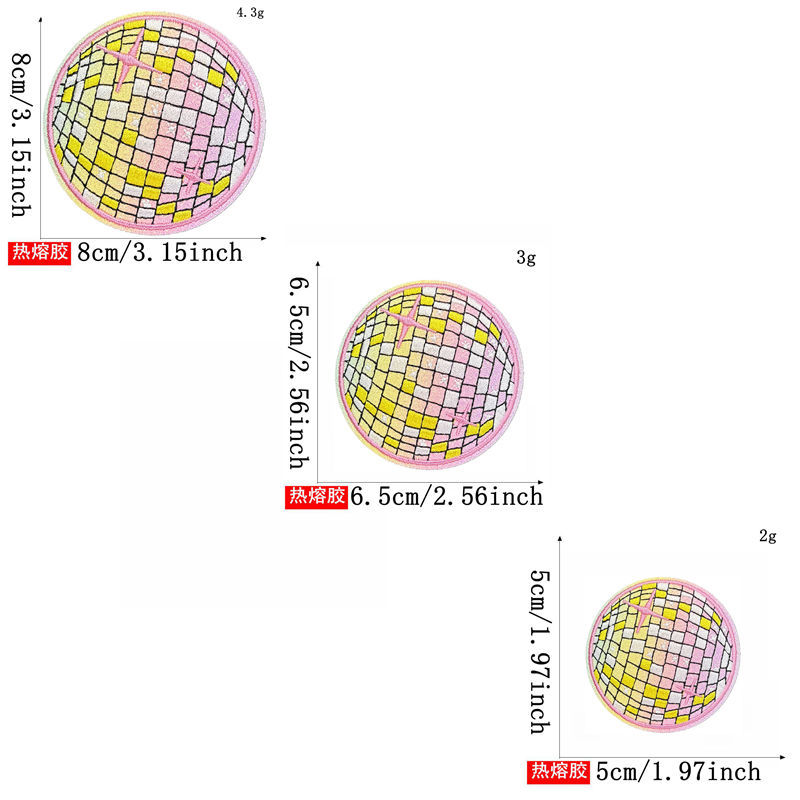 4.3g
8cm/3.15inch
热熔胶 8cm/3.15inch
3g
6.5cm/2.56inch
热熔胶 6.5cm/2.56inch
2g
5cm/1.97inch
热熔胶 5cm/1.97inch